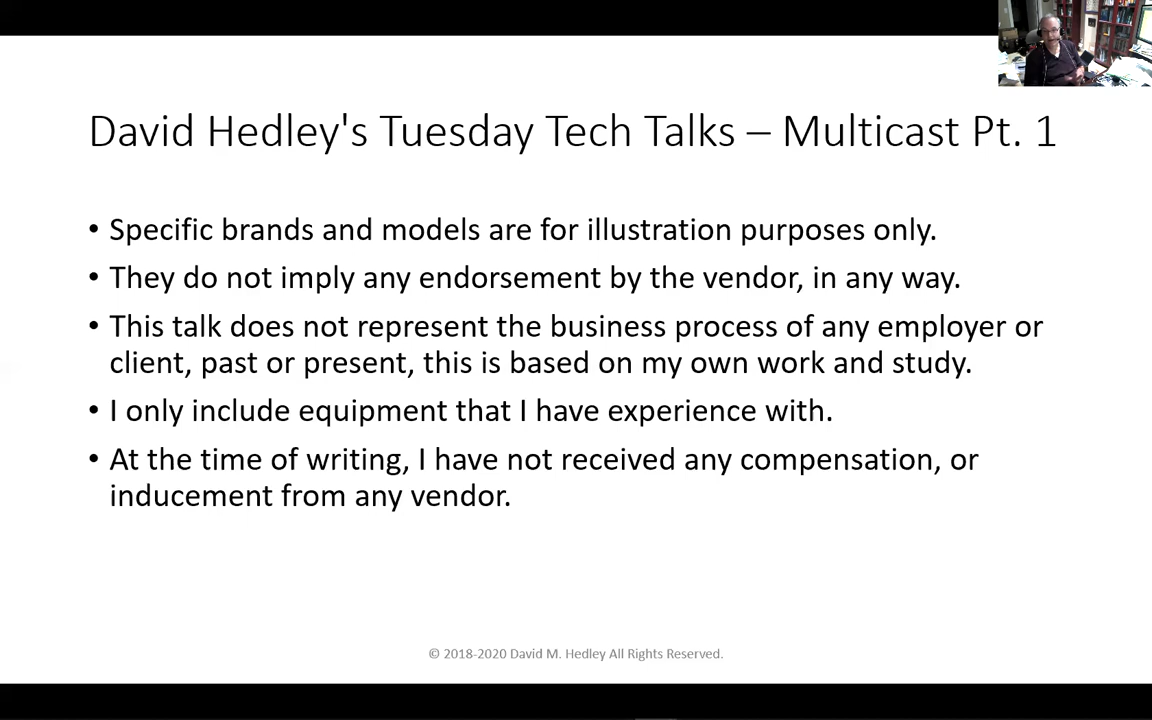 David Hedley's Tuesday Tech Talks – Multicast Pt. 1
• Specific brands and models are for illustration purposes only.
• They do not imply any endorsement by the vendor, in any way.
• This talk does not represent the business process of any employer or
client, past or present, this is based on my own work and study.
• I only include equipment that I have experience with.
• At the time of writing, I have not received any compensation, or
inducement from any vendor.
© 2018-2020 David M. Hedley All Rights Reserved.